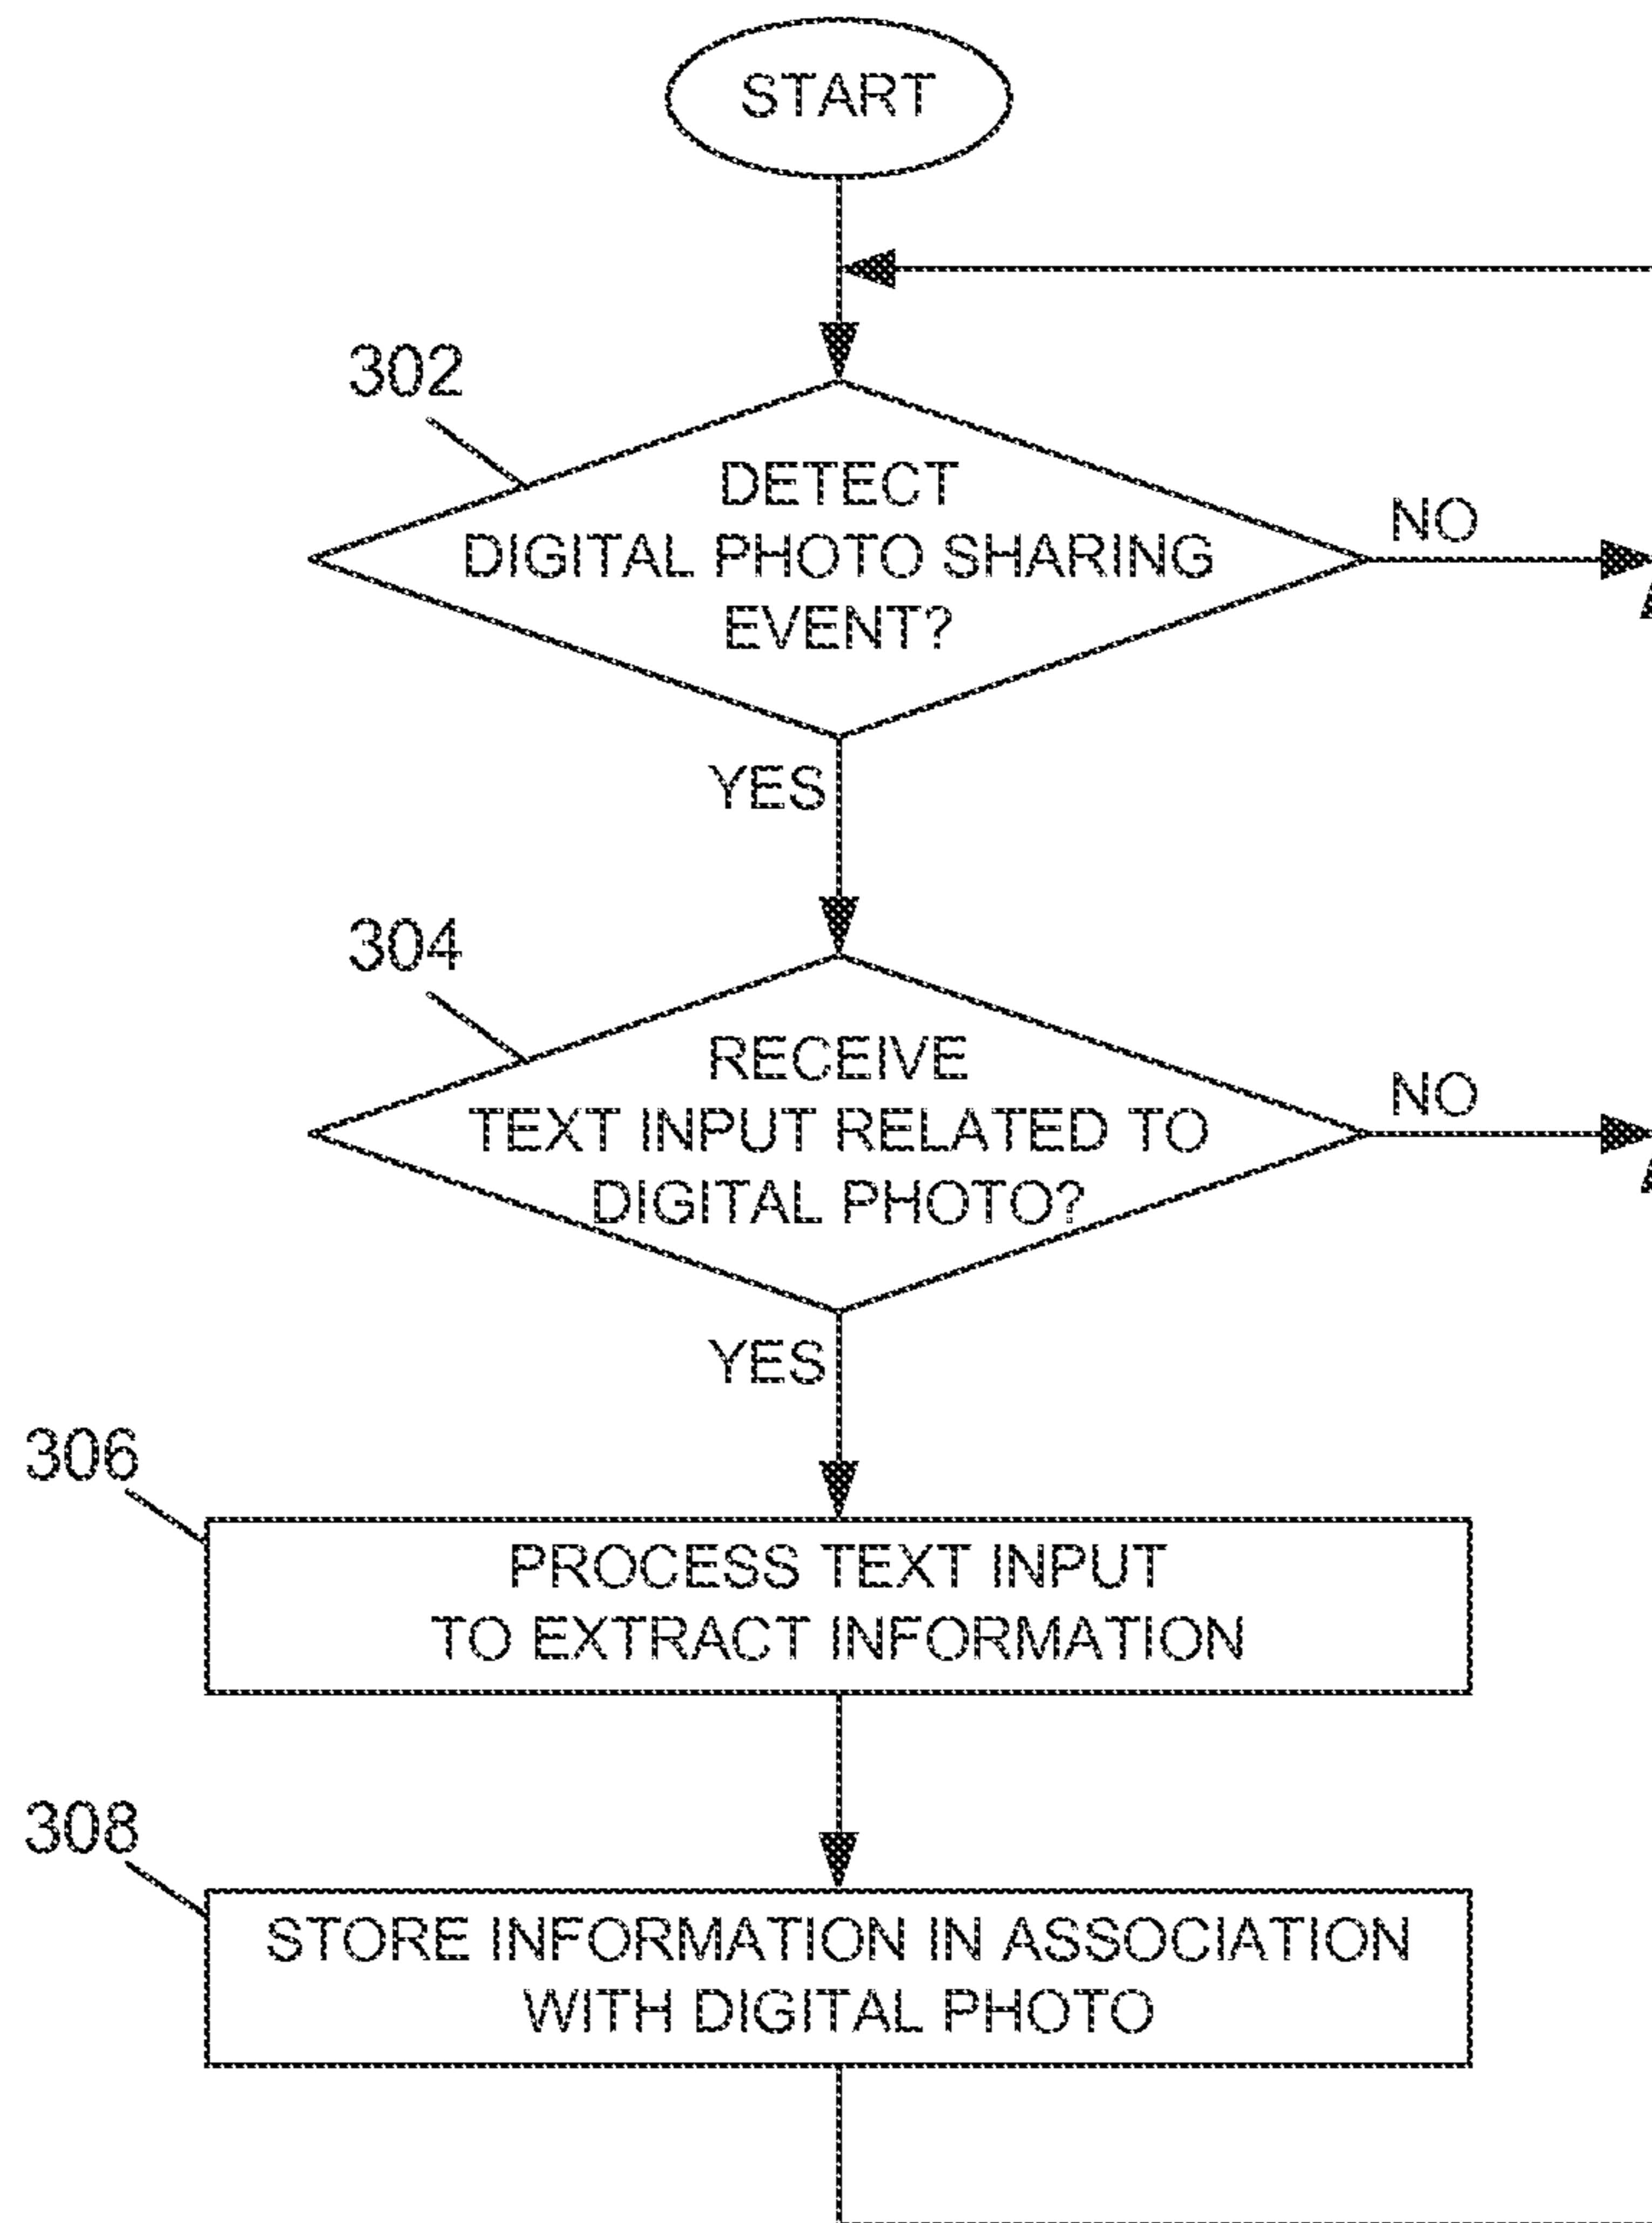 START
302
DETECT
DIGITAL PHOTO SHARING
EVENT?
NO
YES
304
RECEIVE
TEXT INPUT RELATED TO
DIGITAL PHOTO?
NO
YES
306
PROCESS TEXT INPUT
TO EXTRACT INFORMATION
308
STORE INFORMATION IN ASSOCIATION
WITH DIGITAL PHOTO